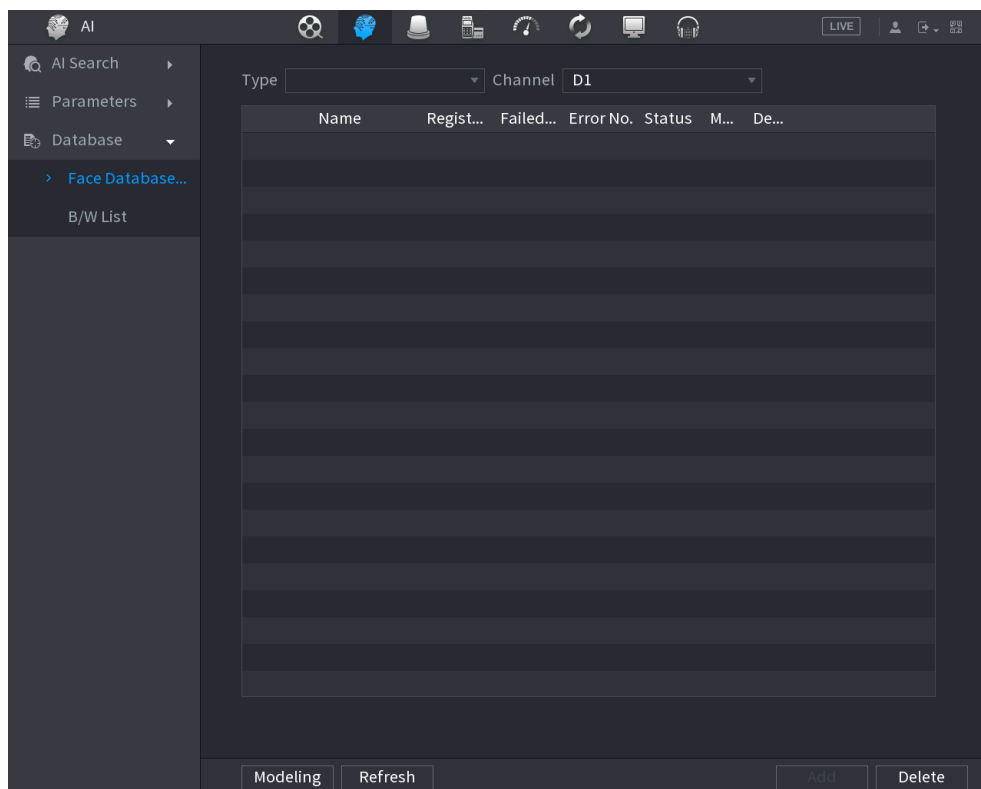 AI
LIVE
AI Search
Parameters
Database
Face Database...
B/W List
Type Channel D1
Name Regist... Failed... Error No. Status M... De...
Modeling Refresh Add Delete